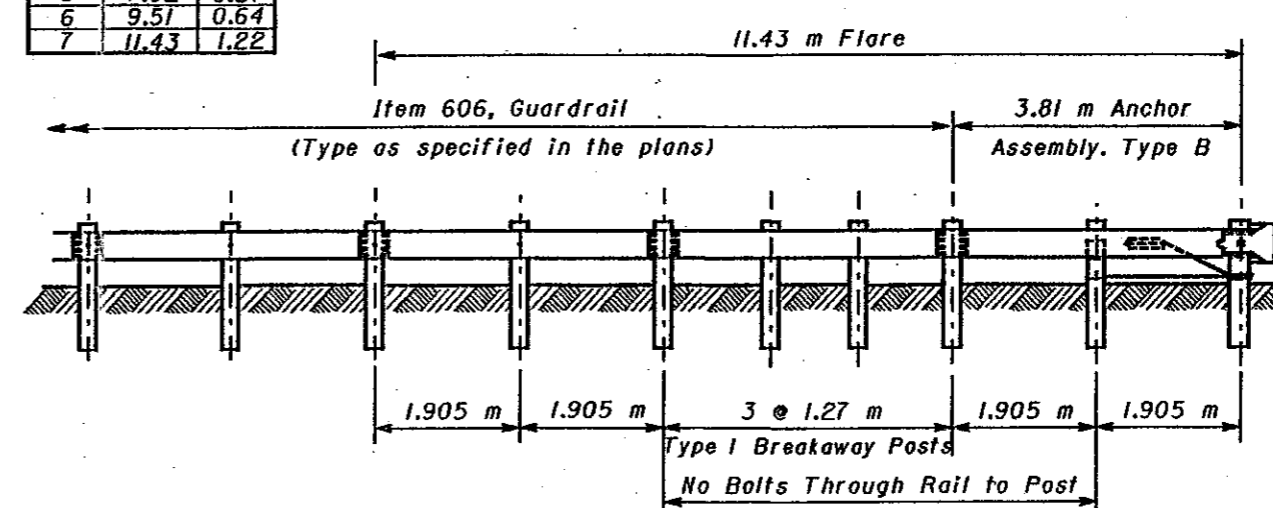 6 9.51 0.64
7 11.43 1.22
11.43 m Flare
Item 606, Guardrail
(Type as specified in the plans)
3.81 m Anchor
Assembly. Type B
1.905 m 1.905 m 3 @ 1.27 m 1.905 m 1.905 m
Type 1 Breakaway Posts
No Bolts Through Rail to Post